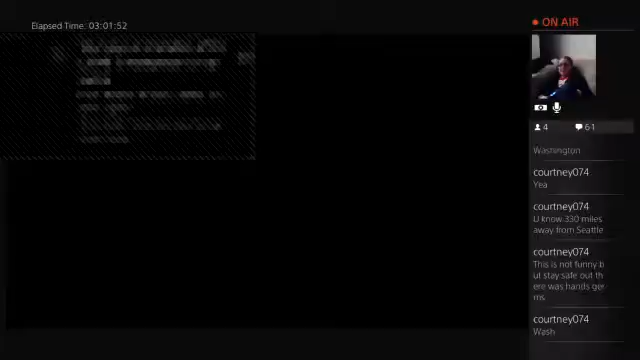 Elapsed Time: 03:01:52
ON AIR
4
61
Washington
courtney074
Yea
courtney074
U know 330 miles
away from Seattle
courtney074
This is not funny b
ut stay safe out th
ere was hands ger
ms
courtney074
Wash